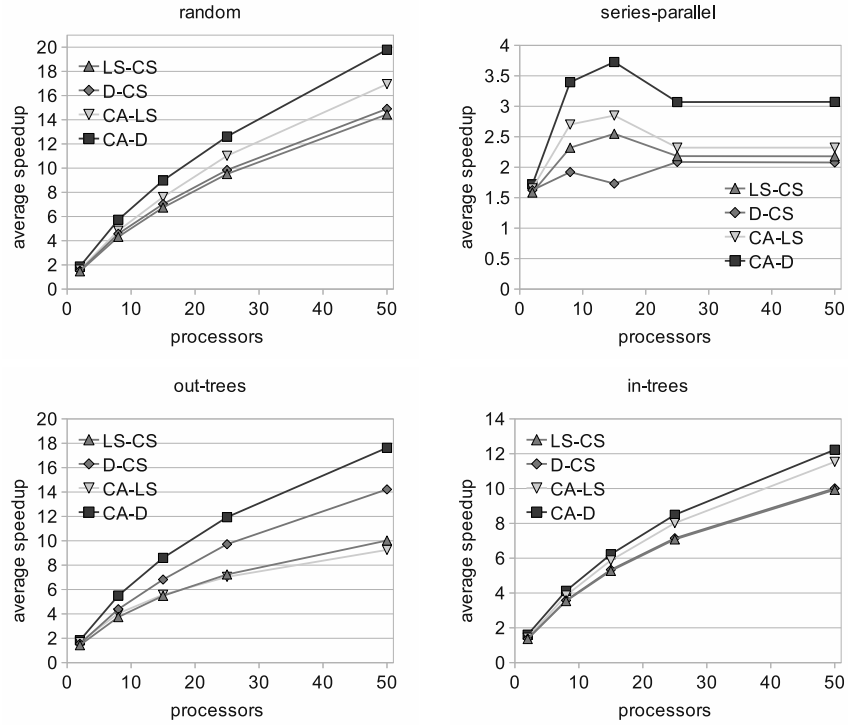 random
average speedup
20
18
16
14
12
10
8
6
4
2
0
LS-CS
D-CS
CA-LS
CA-D
0 10 20 30 40 50
processors
series-parallel
average speedup
4
3.5
3
2.5
2
1.5
1
0.5
0
LS-CS
D-CS
CA-LS
CA-D
0 10 20 30 40 50
processors
out-trees
average speedup
20
18
16
14
12
10
8
6
4
2
0
LS-CS
D-CS
CA-LS
CA-D
0 10 20 30 40 50
processors
in-trees
average speedup
14
12
10
8
6
4
2
0
LS-CS
D-CS
CA-LS
CA-D
0 10 20 30 40 50
processors